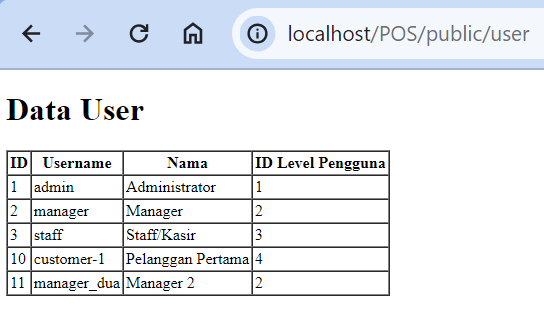 localhost/POS/public/user
Data User
ID Username Nama ID Level Pengguna
1 admin Administrator 1
2 manager Manager 2
3 staff Staff/Kasir 3
10 customer-1 Pelanggan Pertama 4
11 manager_dua Manager 2 2